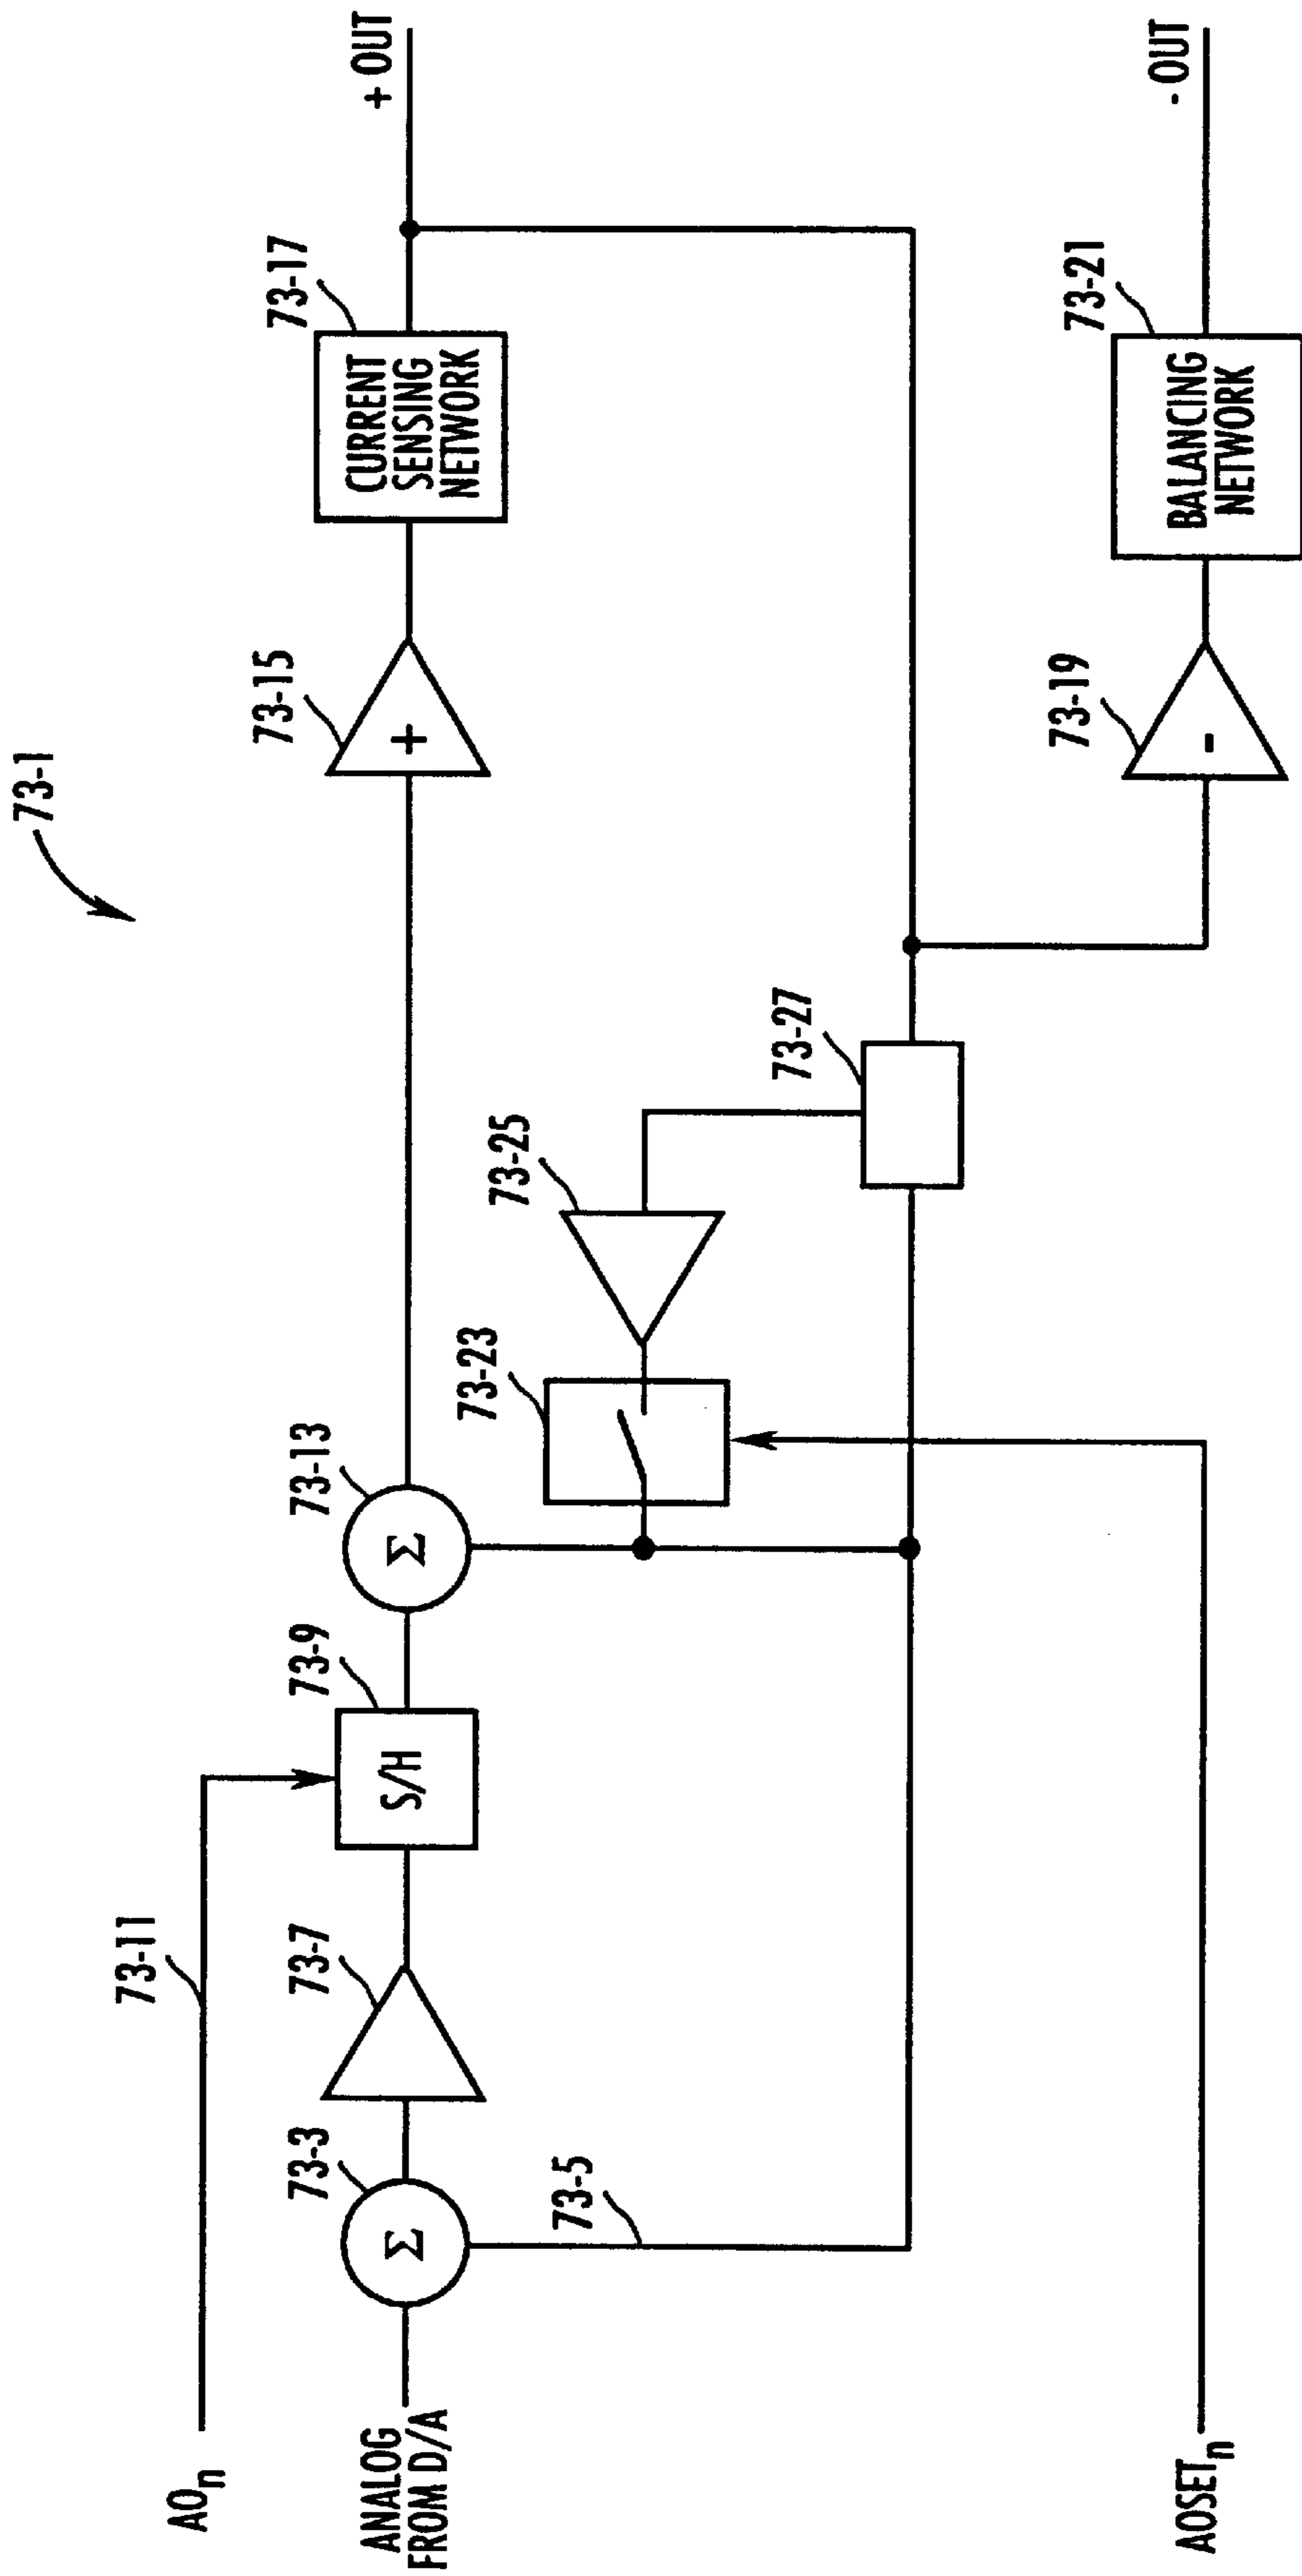 73-1
AOn
73-11
ANALOG
FROM D/A
73-3
Σ
73-5
73-7
73-9
S/H
73-13
Σ
73-15
+
73-17
CURRENT
SENSING
NETWORK
+ OUT
73-23
73-25
73-27
73-19
-
73-21
BALANCING
NETWORK
- OUT
AOSETn